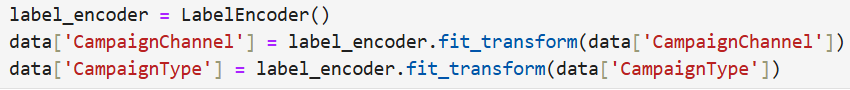 label_encoder = LabelEncoder()
data['CampaignChannel'] = label_encoder.fit_transform(data['CampaignChannel'])
data['CampaignType'] = label_encoder.fit_transform(data['CampaignType'])